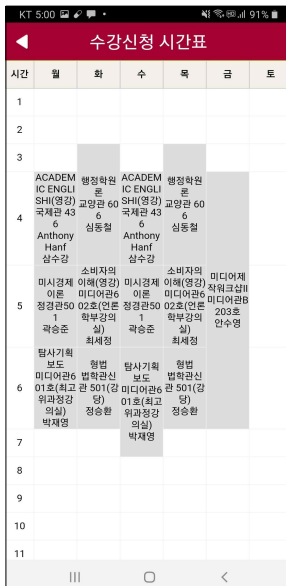 KT 5:00 91%
수강신청 시간표
시간 월 화 수 목 금 토
1
2
3
4
ACADEM
IC ENGLI
SHI(영강)
국제관 43
6
Anthony
Hanf
삼수강
행정학원
론
교양관 60
6
심동철
ACADEM
IC ENGLI
SHI(영강)
국제관 43
6
Anthony
Hanf
삼수강
행정학원
론
교양관 60
6
심동철
5
미시경제
이론
정경관50
1
곽승준
소비자의
이해(영강)
미디어관6
02호(언론
학부강의
실)
최세정
미시경제
이론
정경관50
1
곽승준
소비자의
이해(영강)
미디어관6
02호(언론
학부강의
실)
최세정
미디어제
작워크샵II
미디어관B
203호
안수영
6
탐사기획
보도
미디어관6
01호(최고
위과정강
의실)
박재영
형법
법학관신
관 501(강
당)
정승환
탐사기획
보도
미디어관6
01호(최고
위과정강
의실)
박재영
형법
법학관신
관 501(강
당)
정승환
7
8
9
10
11